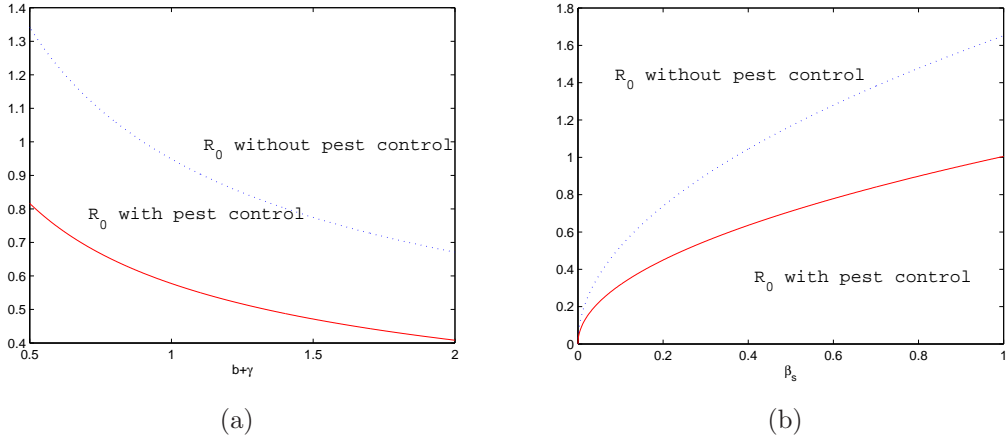 1.4
1.3
1.2
1.1
1
0.9
0.8
0.7
0.6
0.5
0.4
R0 without pest control
R0 with pest control
0.5 1 1.5 2
b+γ
(a)
1.8
1.6
1.4
1.2
1
0.8
0.6
0.4
0.2
0
R0 without pest control
R0 with pest control
0 0.2 0.4 0.6 0.8 1
βs
(b)